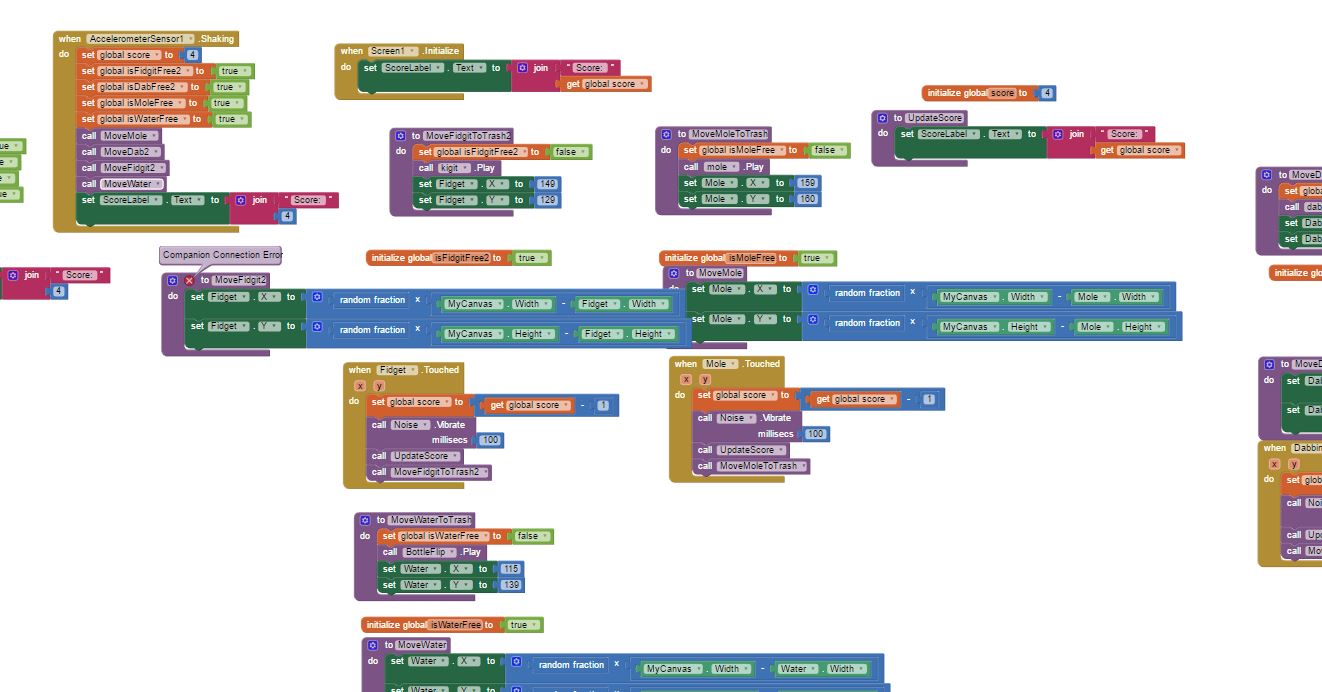 when AccelerometerSensor1 .Shaking
do set global score to 4
set global isFidgitFree2 to true
set global isDabFree2 to true
set global isMoleFree to true
set global isWaterFree to true
call MoveMole
call MoveDab2
call MoveFidgit2
call MoveWater
set ScoreLabel . Text to join "Score: "
4
when Screen1 .Initialize
do set ScoreLabel . Text to join "Score: "
get global score
initialize global score to 4
to UpdateScore
do set ScoreLabel . Text to join "Score: "
get global score
to MoveFidgitToTrash2
do set global isFidgitFree2 to false
call kigit .Play
set Fidget . X to 149
set Fidget . Y to 129
to MoveMoleToTrash
do set global isMoleFree to false
call mole .Play
set Mole . X to 159
set Mole . Y to 160
to MoveD
do set globa
call dab
set Dab
set Dab
initialize glo
ue
e
ue
join "Score: "
4
Companion Connection Error
initialize global isFidgitFree2 to true
initialize global isMoleFree to true
to MoveFidgit2
do set Fidget . X to random fraction x MyCanvas . Width - Fidget . Width
set Fidget . Y to random fraction x MyCanvas . Height - Fidget . Height
to MoveMole
set Mole . X to random fraction x MyCanvas . Width - Mole . Width
set Mole . Y to random fraction x MyCanvas . Height - Mole . Height
when Fidget .Touched
x y
do set global score to get global score - 1
call Noise .Vibrate
millisecs 100
call UpdateScore
call MoveFidgitToTrash2
when Mole .Touched
x y
do set global score to get global score - 1
call Noise .Vibrate
millisecs 100
call UpdateScore
call MoveMoleToTrash
to MoveD
do set Da
set Da
when Dabbin
x y
do set glob
call Noi
call Up
call Mo
to MoveWaterToTrash
do set global isWaterFree to false
call BottleFlip .Play
set Water . X to 115
set Water . Y to 139
initialize global isWaterFree to true
to MoveWater
do set Water . X to random fraction x MyCanvas . Width - Water . Width
set Water . Y to